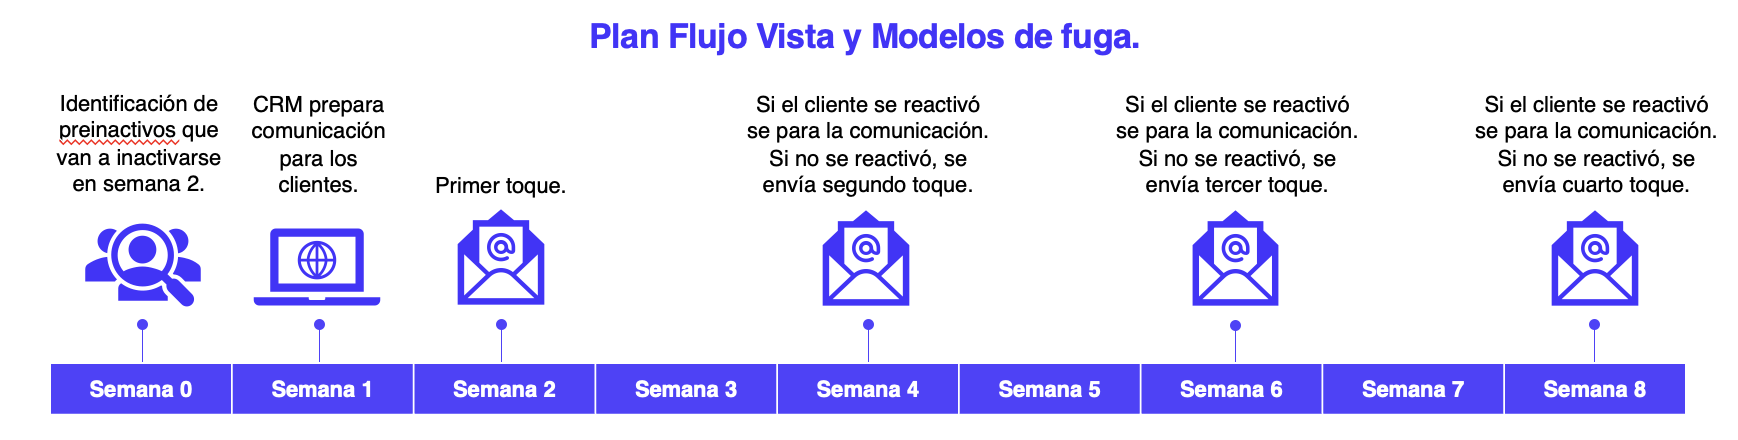 Plan Flujo Vista y Modelos de fuga.
Identificación de
preinactivos que
van a inactivarse
en semana 2.
CRM prepara
comunicación
para los
clientes.
Primer toque.
Si el cliente se reactivó
se para la comunicación.
Si no se reactivó, se
envía segundo toque.
Si el cliente se reactivó
se para la comunicación.
Si no se reactivó, se
envía tercer toque.
Si el cliente se reactivó
se para la comunicación.
Si no se reactivó, se
envía cuarto toque.
@
@
@
@
Semana 0
Semana 1
Semana 2
Semana 3
Semana 4
Semana 5
Semana 6
Semana 7
Semana 8